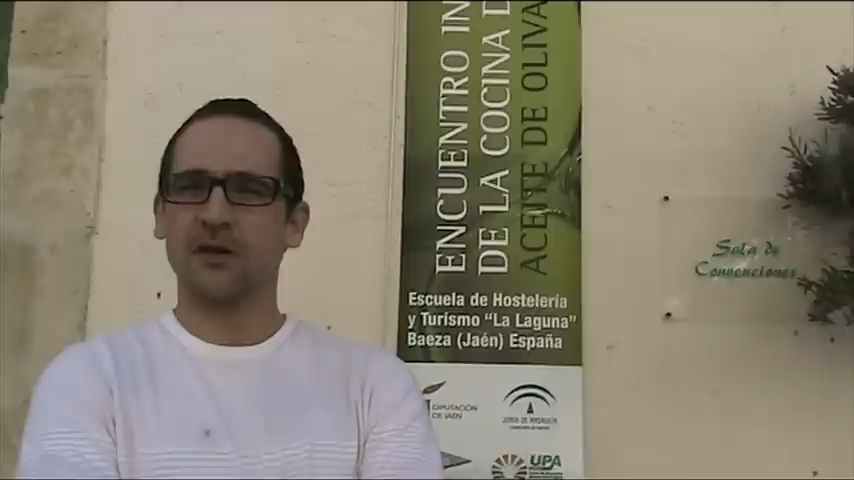 ENCUENTRO IN
DE LA COCINA D
ACEITE DE OLIVA
Escuela de Hostelería
y Turismo "La Laguna"
Baeza (Jaén) España
DIPUTACIÓN
DE JAÉN
JUNTA DE ANDALUCÍA
UPA
Sala de
Convenciones